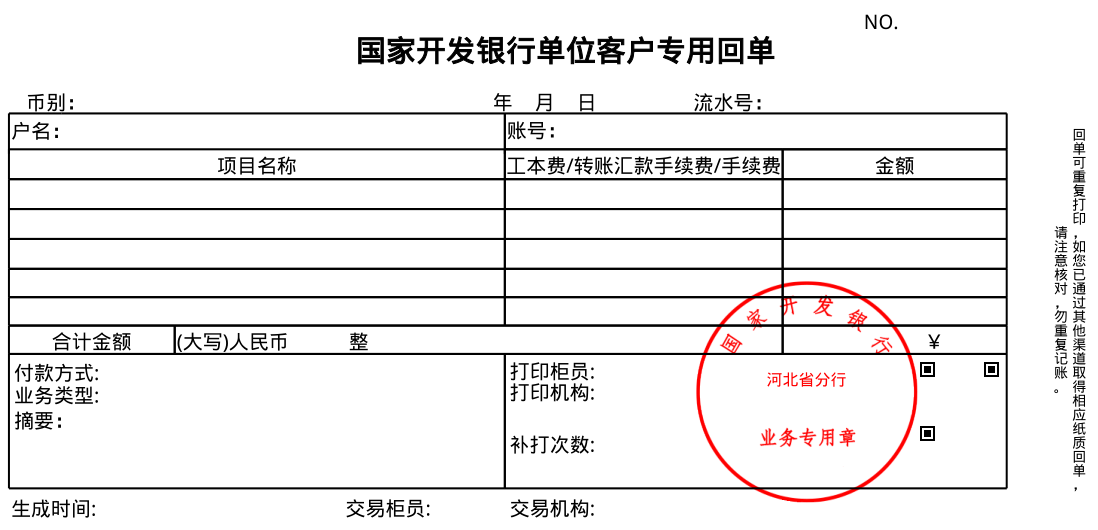 NO.
国家开发银行单位客户专用回单
币别: 年 月 日 流水号:
户名: 账号:
项目名称 工本费/转账汇款手续费/手续费 金额
合计金额 (大写)人民币 整 ¥
付款方式: 打印柜员:
业务类型: 打印机构:
摘要:
补打次数:
国家开发银行
河北省分行
业务专用章
生成时间: 交易柜员: 交易机构:
回单可重复打印，如您已通过其他渠道取得相应纸质回单，
请注意核对，勿重复记账。